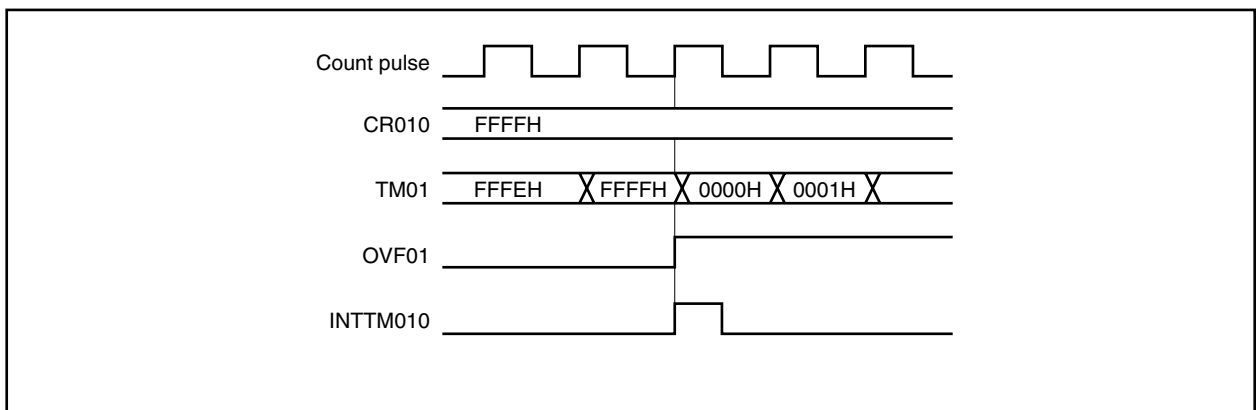 Count pulse
CR010 FFFFH
TM01 FFFEH FFFFH 0000H 0001H
OVF01
INTTM010